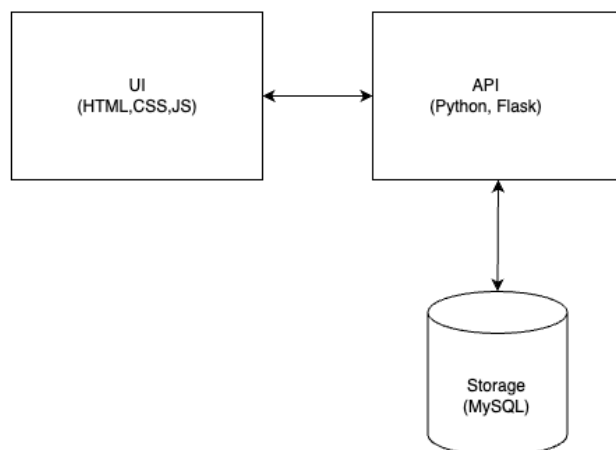 UI
(HTML,CSS,JS)
API
(Python, Flask)
Storage
(MySQL)